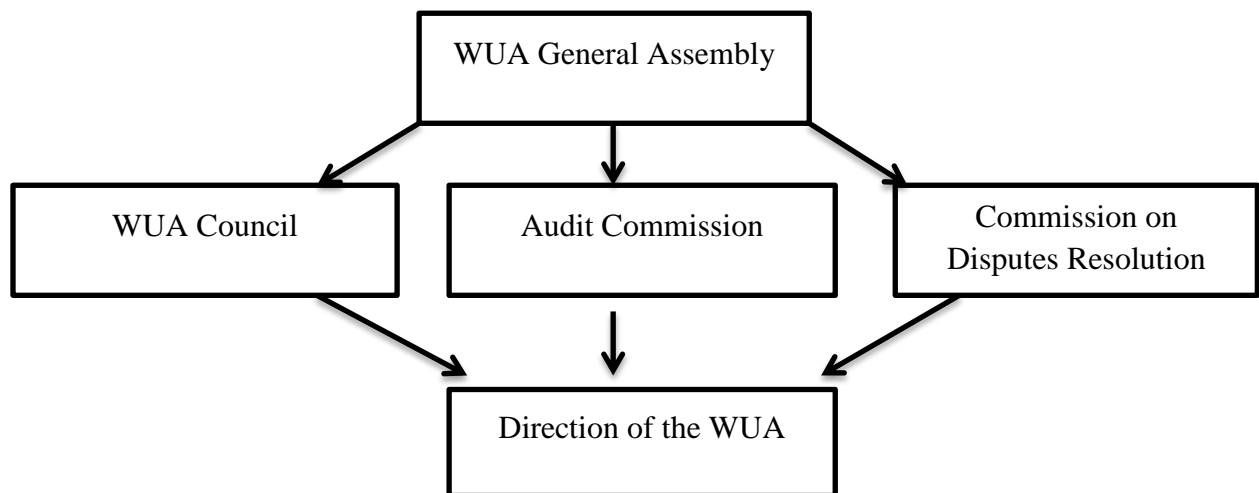 WUA General Assembly
WUA Council
Audit Commission
Commission on
Disputes Resolution
Direction of the WUA